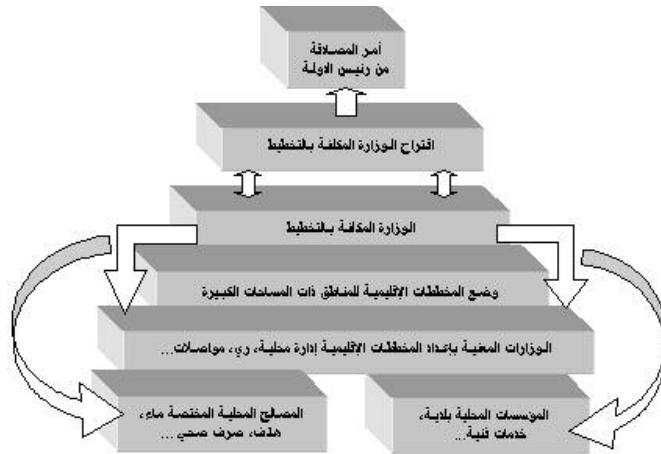 أمر المصادقة
من رئيس الدولة
اقتراح الوزارة المكلفة بالتخطيط
الوزارة المكلفة بالتخطيط
وضع المخططات الإقليمية للمناطق ذات المساحات الكبيرة
الوزارات المعنية بإعداد المخططات الإقليمية إدارة محلية، ري، مواصلات...
المصالح المحلية المختصة ماء،
هاتف، صرف صحي ...
المؤسسات المحلية بلدية،
خدمات فنية...